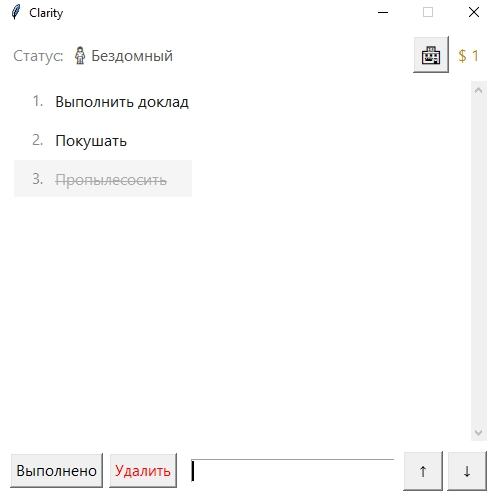 Clarity
Статус: Бездомный $ 1
1. Выполнить доклад
2. Покушать
3. Пропылесосить
Выполнено Удалить ↑ ↓